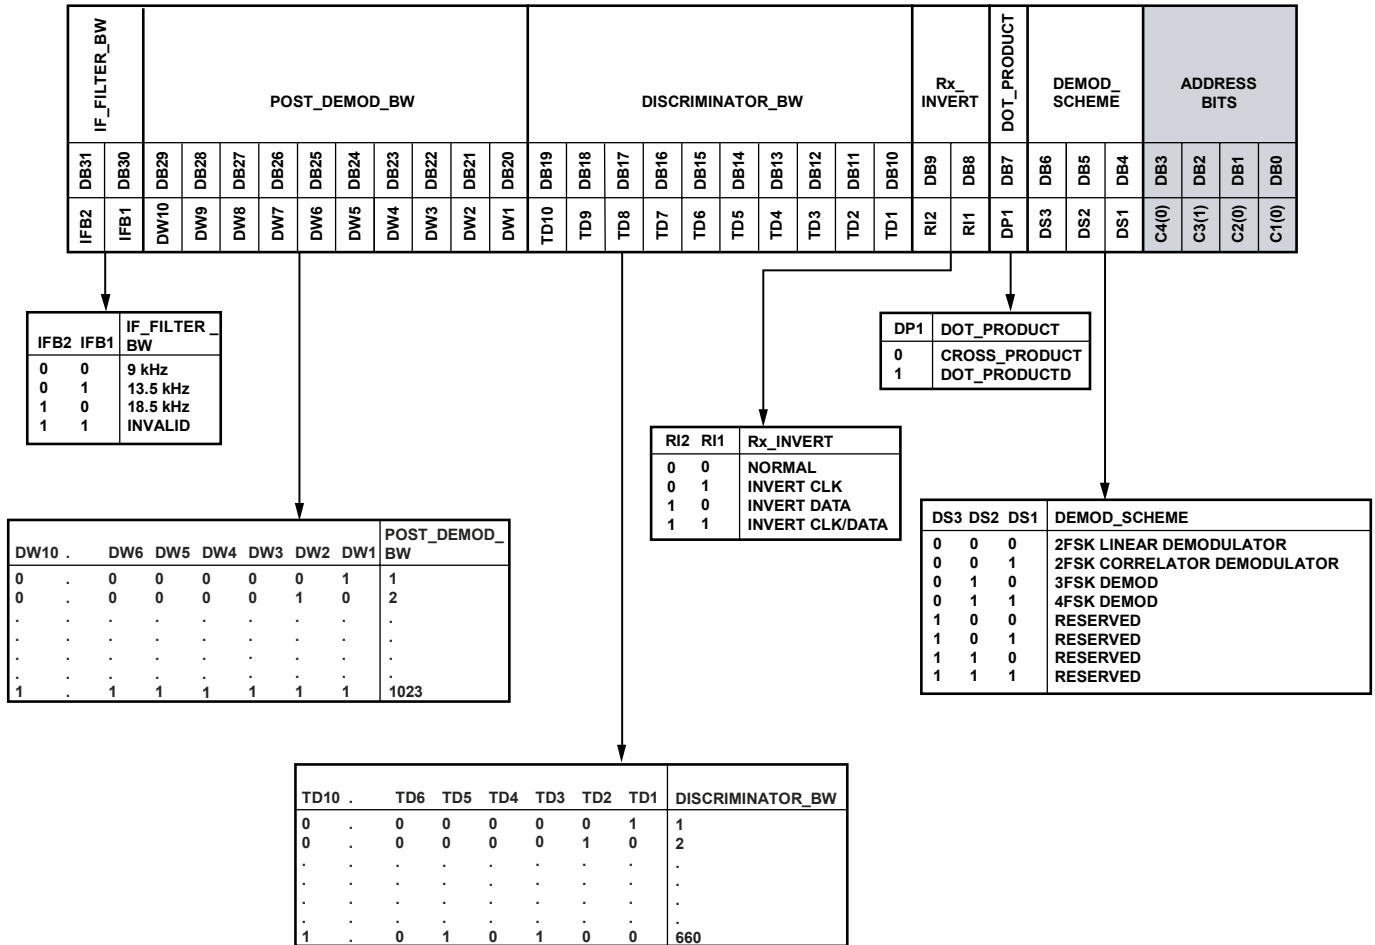 IF_FILTER_BW
POST_DEMOD_BW
DISCRIMINATOR_BW
Rx_
INVERT
DOT_PRODUCT
DEMOD_
SCHEME
ADDRESS
BITS
DB31 DB30 DB29 DB28 DB27 DB26 DB25 DB24 DB23 DB22 DB21 DB20 DB19 DB18 DB17 DB16 DB15 DB14 DB13 DB12 DB11 DB10 DB9 DB8 DB7 DB6 DB5 DB4 DB3 DB2 DB1 DB0
IFB2 IFB1 DW10 DW9 DW8 DW7 DW6 DW5 DW4 DW3 DW2 DW1 TD10 TD9 TD8 TD7 TD6 TD5 TD4 TD3 TD2 TD1 RI2 RI1 DP1 DS3 DS2 DS1 C4(0) C3(1) C2(0) C1(0)
IFB2 IFB1 IF_FILTER_
BW
0 0 9 kHz
0 1 13.5 kHz
1 0 18.5 kHz
1 1 INVALID
DP1 DOT_PRODUCT
0 CROSS_PRODUCT
1 DOT_PRODUCTD
RI2 RI1 Rx_INVERT
0 0 NORMAL
0 1 INVERT CLK
1 0 INVERT DATA
1 1 INVERT CLK/DATA
DS3 DS2 DS1 DEMOD_SCHEME
0 0 0 2FSK LINEAR DEMODULATOR
0 0 1 2FSK CORRELATOR DEMODULATOR
0 1 0 3FSK DEMOD
0 1 1 4FSK DEMOD
1 0 0 RESERVED
1 0 1 RESERVED
1 1 0 RESERVED
1 1 1 RESERVED
DW10 . DW6 DW5 DW4 DW3 DW2 DW1 POST_DEMOD_
BW
0 . 0 0 0 0 0 1 1
0 . 0 0 0 0 1 0 2
. . . . . . . . .
. . . . . . . . .
. . . . . . . . .
. . . . . . . . .
1 . 1 1 1 1 1 1 1023
TD10 . TD6 TD5 TD4 TD3 TD2 TD1 DISCRIMINATOR_BW
0 . 0 0 0 0 0 1 1
0 . 0 0 0 0 1 0 2
. . . . . . . . .
. . . . . . . . .
. . . . . . . . .
. . . . . . . . .
1 . 0 1 0 1 0 0 660